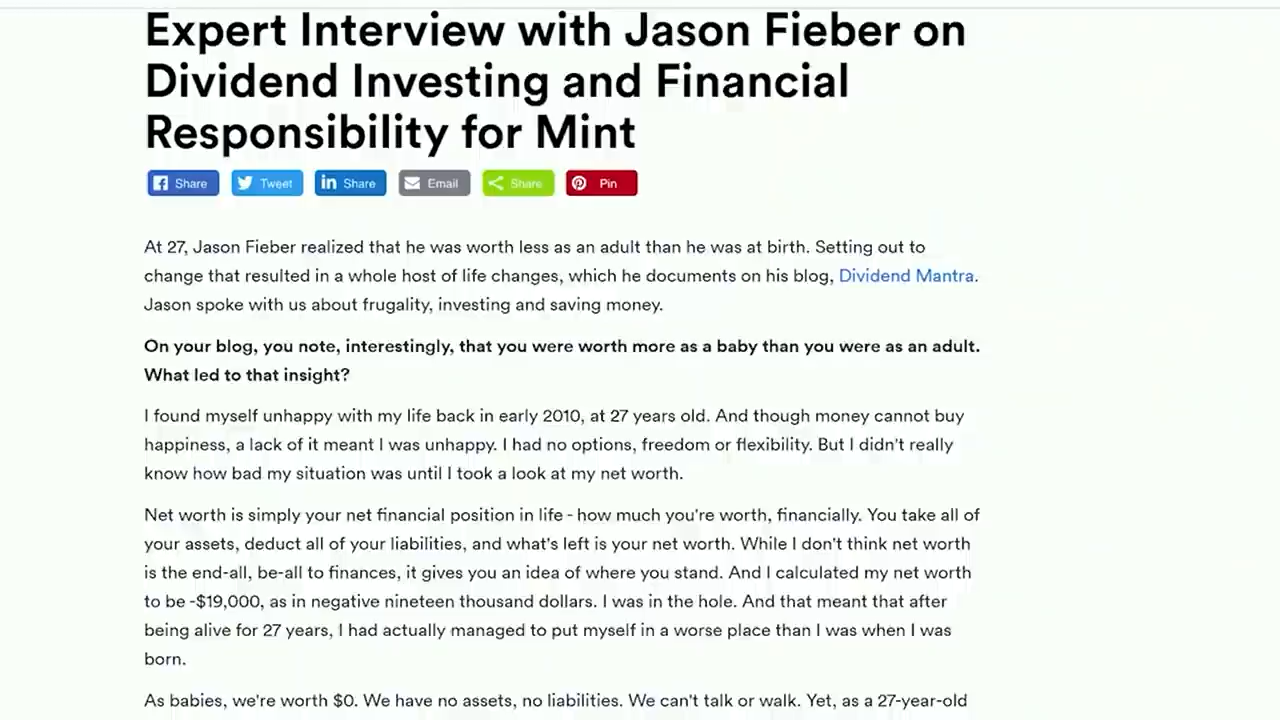 Expert Interview with Jason Fieber on
Dividend Investing and Financial
Responsibility for Mint
Share Tweet Share Email Share Pin
At 27, Jason Fieber realized that he was worth less as an adult than he was at birth. Setting out to
change that resulted in a whole host of life changes, which he documents on his blog, Dividend Mantra.
Jason spoke with us about frugality, investing and saving money.
On your blog, you note, interestingly, that you were worth more as a baby than you were as an adult.
What led to that insight?
I found myself unhappy with my life back in early 2010, at 27 years old. And though money cannot buy
happiness, a lack of it meant I was unhappy. I had no options, freedom or flexibility. But I didn't really
know how bad my situation was until I took a look at my net worth.
Net worth is simply your net financial position in life - how much you're worth, financially. You take all of
your assets, deduct all of your liabilities, and what's left is your net worth. While I don't think net worth
is the end-all, be-all to finances, it gives you an idea of where you stand. And I calculated my net worth
to be -$19,000, as in negative nineteen thousand dollars. I was in the hole. And that meant that after
being alive for 27 years, I had actually managed to put myself in a worse place than I was when I was
born.
As babies, we're worth $0. We have no assets, no liabilities. We can't talk or walk. Yet, as a 27-year-old